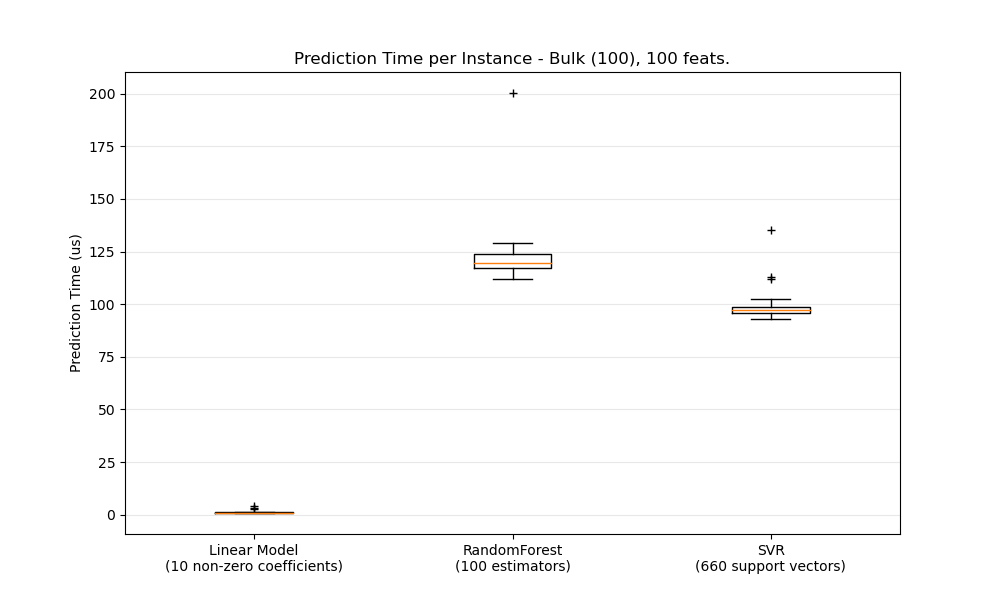 Prediction Time per Instance - Bulk (100), 100 feats.
200
175
150
125
100
75
50
25
0
Prediction Time (us)
Linear Model
(10 non-zero coefficients)
RandomForest
(100 estimators)
SVR
(660 support vectors)